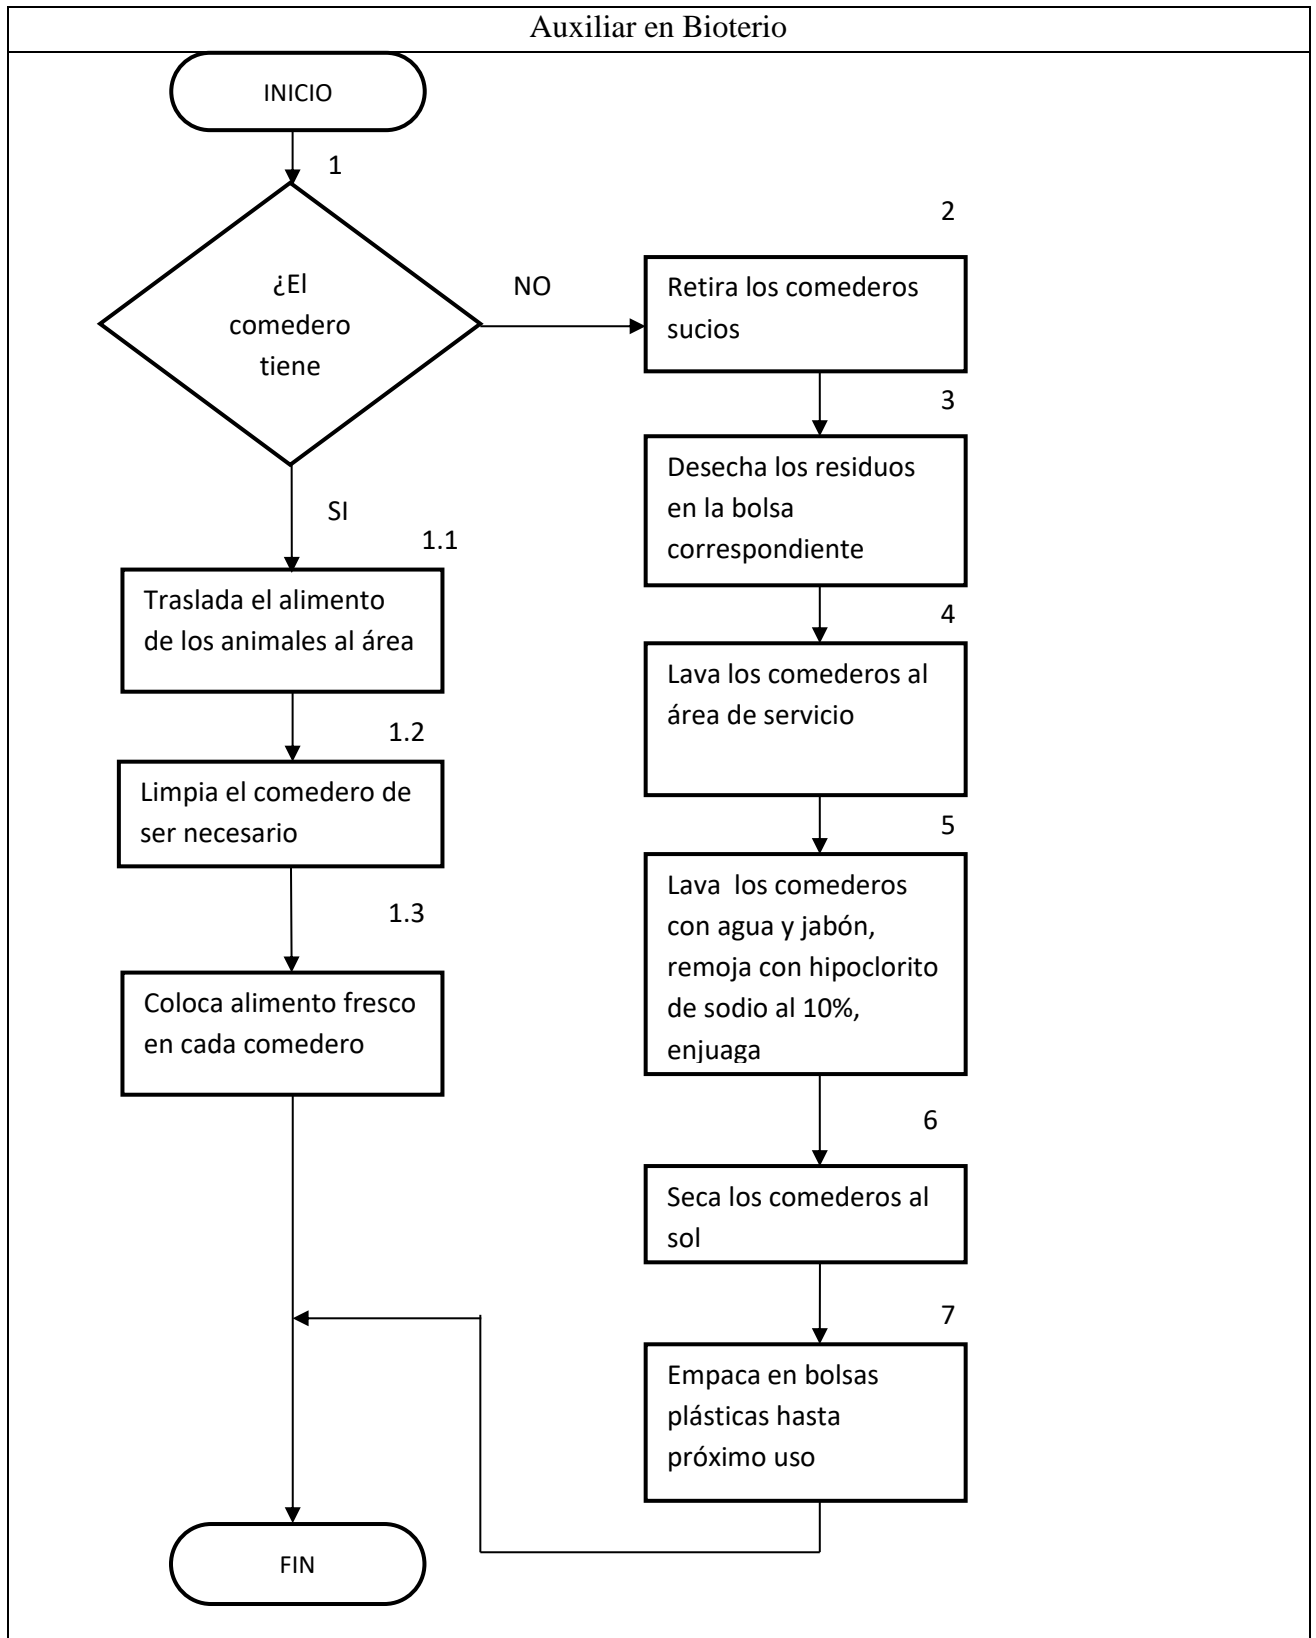 Auxiliar en Bioterio
INICIO
1
¿El
comedero
tiene
NO
SI
1.1
Traslada el alimento
de los animales al área
1.2
Limpia el comedero de
ser necesario
1.3
Coloca alimento fresco
en cada comedero
2
Retira los comederos
sucios
3
Desecha los residuos
en la bolsa
correspondiente
4
Lava los comederos al
área de servicio
5
Lava  los comederos
con agua y jabón,
remoja con hipoclorito
de sodio al 10%,
enjuaga
6
Seca los comederos al
sol
7
Empaca en bolsas
plásticas hasta
próximo uso
FIN